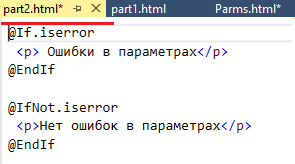 part2.html* part1.html Parms.html*
@If.iserror
<p> Ошибки в параметрах</p>
@EndIf
@IfNot.iserror
<p>Нет ошибок в параметрах</p>
@EndIf